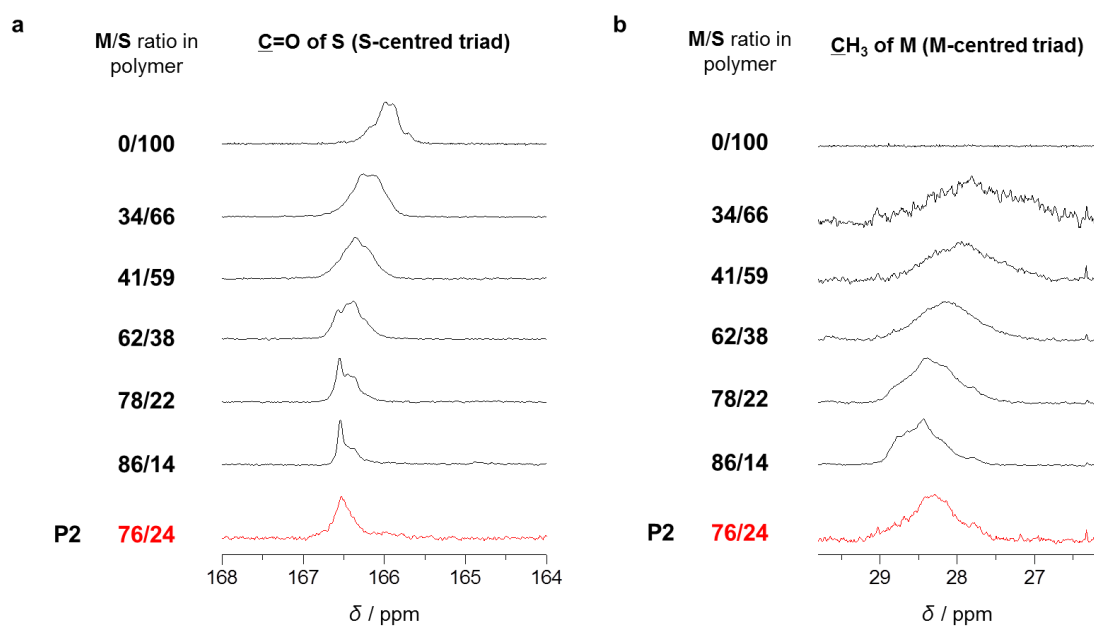 a
M/S ratio in
polymer
C=O of S (S-centred triad)
0/100
34/66
41/59
62/38
78/22
86/14
P2 76/24
168 167 166 165 164
δ / ppm
b
M/S ratio in
polymer
CH₃ of M (M-centred triad)
0/100
34/66
41/59
62/38
78/22
86/14
P2 76/24
29 28 27
δ / ppm